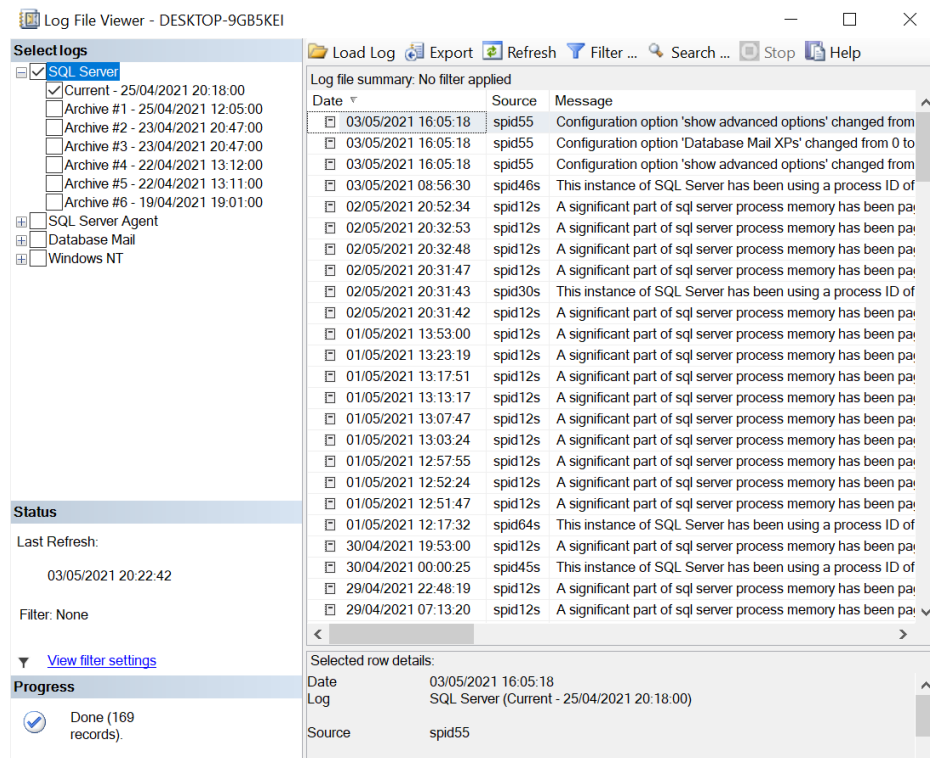 Log File Viewer - DESKTOP-9GB5KEI
Select logs
SQL Server
Current - 25/04/2021 20:18:00
Archive #1 - 25/04/2021 12:05:00
Archive #2 - 23/04/2021 20:47:00
Archive #3 - 23/04/2021 20:47:00
Archive #4 - 22/04/2021 13:12:00
Archive #5 - 22/04/2021 13:11:00
Archive #6 - 19/04/2021 19:01:00
SQL Server Agent
Database Mail
Windows NT
Status
Last Refresh:
03/05/2021 20:22:42
Filter: None
View filter settings
Progress
Done (169
records).
Load Log Export Refresh Filter ... Search ... Stop Help
Log file summary: No filter applied
Date Source Message
03/05/2021 16:05:18 spid55 Configuration option 'show advanced options' changed from
03/05/2021 16:05:18 spid55 Configuration option 'Database Mail XPs' changed from 0 to
03/05/2021 16:05:18 spid55 Configuration option 'show advanced options' changed from
03/05/2021 08:56:30 spid46s This instance of SQL Server has been using a process ID of
02/05/2021 20:52:34 spid12s A significant part of sql server process memory has been pa
02/05/2021 20:32:53 spid12s A significant part of sql server process memory has been pa
02/05/2021 20:32:48 spid12s A significant part of sql server process memory has been pa
02/05/2021 20:31:47 spid12s A significant part of sql server process memory has been pa
02/05/2021 20:31:43 spid30s This instance of SQL Server has been using a process ID of
02/05/2021 20:31:42 spid12s A significant part of sql server process memory has been pa
01/05/2021 13:53:00 spid12s A significant part of sql server process memory has been pa
01/05/2021 13:23:19 spid12s A significant part of sql server process memory has been pa
01/05/2021 13:17:51 spid12s A significant part of sql server process memory has been pa
01/05/2021 13:13:17 spid12s A significant part of sql server process memory has been pa
01/05/2021 13:07:47 spid12s A significant part of sql server process memory has been pa
01/05/2021 13:03:24 spid12s A significant part of sql server process memory has been pa
01/05/2021 12:57:55 spid12s A significant part of sql server process memory has been pa
01/05/2021 12:52:24 spid12s A significant part of sql server process memory has been pa
01/05/2021 12:51:47 spid12s A significant part of sql server process memory has been pa
01/05/2021 12:17:32 spid64s This instance of SQL Server has been using a process ID of
30/04/2021 19:53:00 spid12s A significant part of sql server process memory has been pa
30/04/2021 00:00:25 spid45s This instance of SQL Server has been using a process ID of
29/04/2021 22:48:19 spid12s A significant part of sql server process memory has been pa
29/04/2021 07:13:20 spid12s A significant part of sql server process memory has been pa
Selected row details:
Date 03/05/2021 16:05:18
Log SQL Server (Current - 25/04/2021 20:18:00)
Source spid55